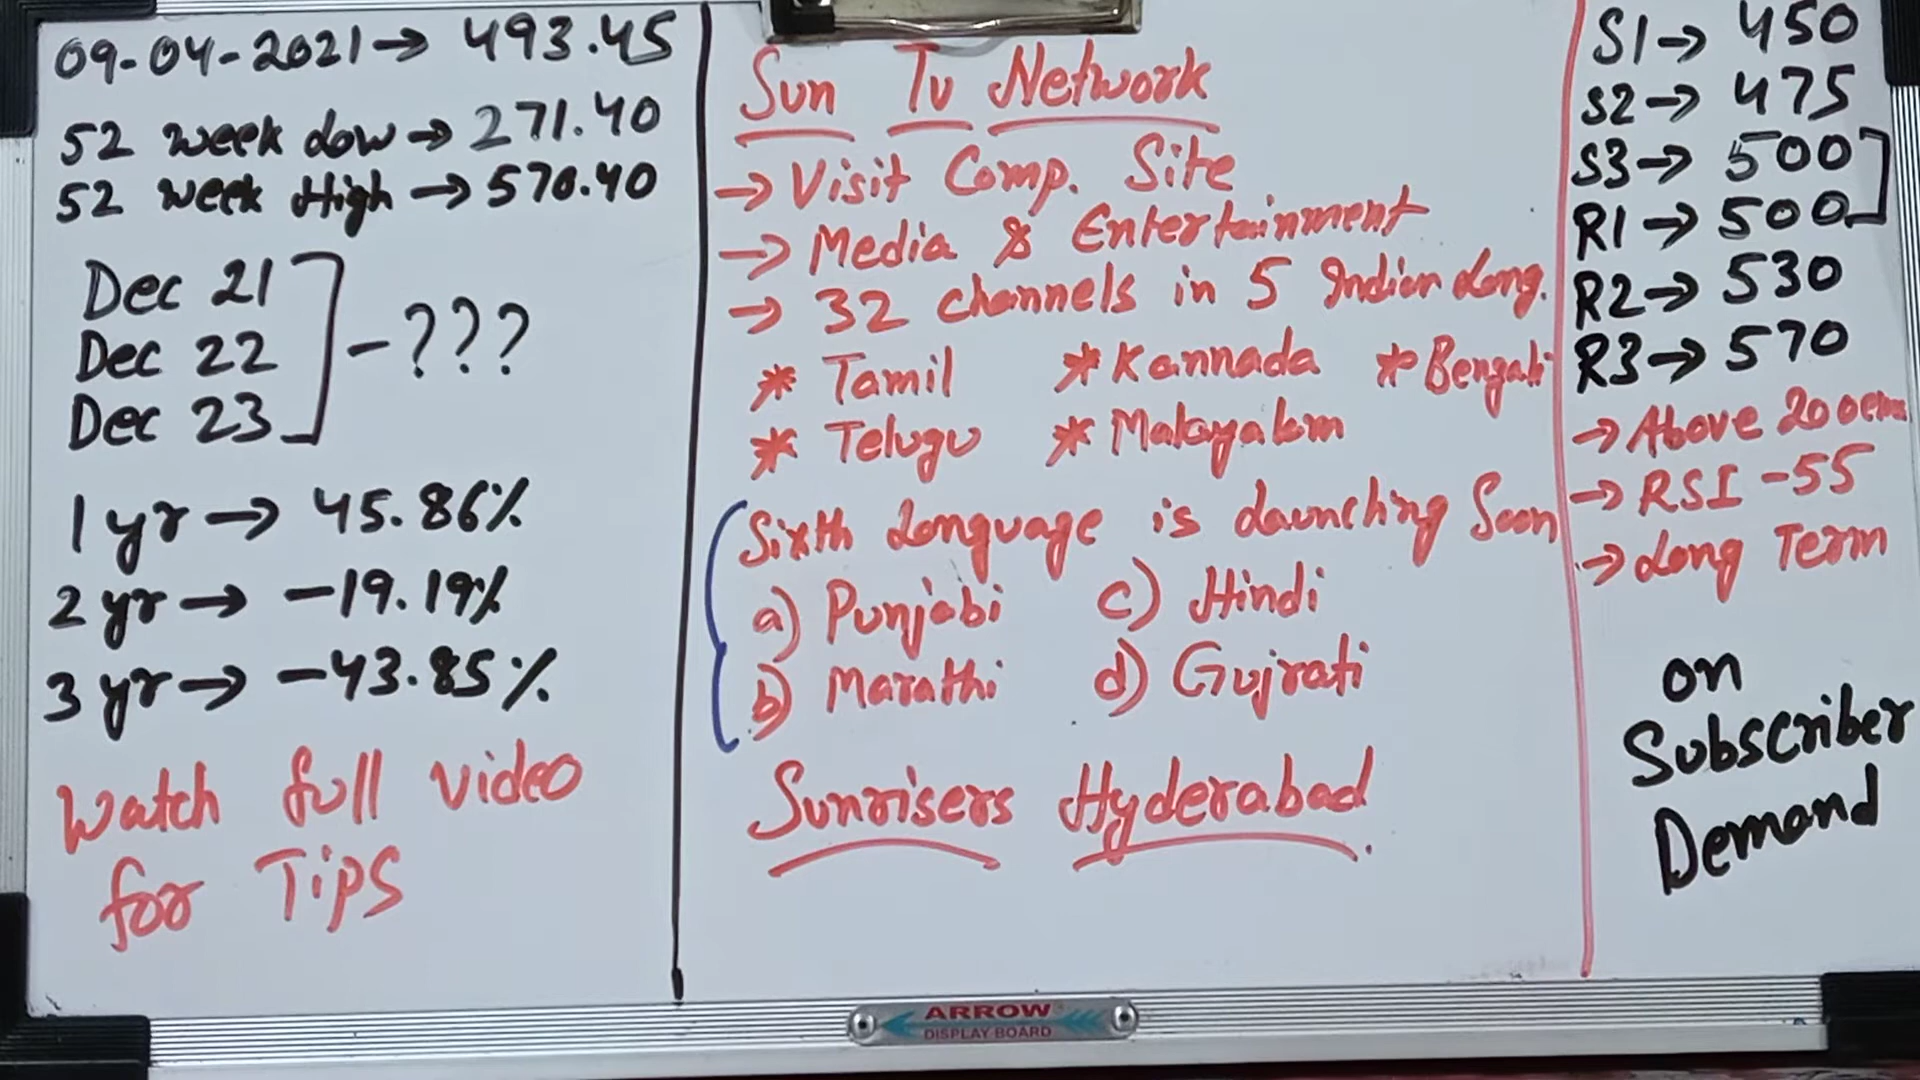 09-04-2021→ 493.45
52 week Low → 271.40
52 week High → 570.40
Dec 21
Dec 22
Dec 23
- ???
1 yr → 45.86%
2 yr → -19.19%
3 yr → -43.85%
Watch full video
for Tips
Sun Tv Network
→ Visit Comp. Site
→ Media & Entertainment
→ 32 channels in 5 Indian Lang.
* Tamil * Kannada * Bengali
* Telugu * Malayalam
Sixth Language is Launching Soon
a) Punjabi c) Hindi
b) Marathi d) Gujrati
Sunrisers Hyderabad
S1→ 450
S2→ 475
S3→ 500
R1→ 500
R2→ 530
R3→ 570
→ Above 200ema
→ RSI -55
→ Long Term
on
Subscriber
Demand
ARROW
DISPLAY BOARD